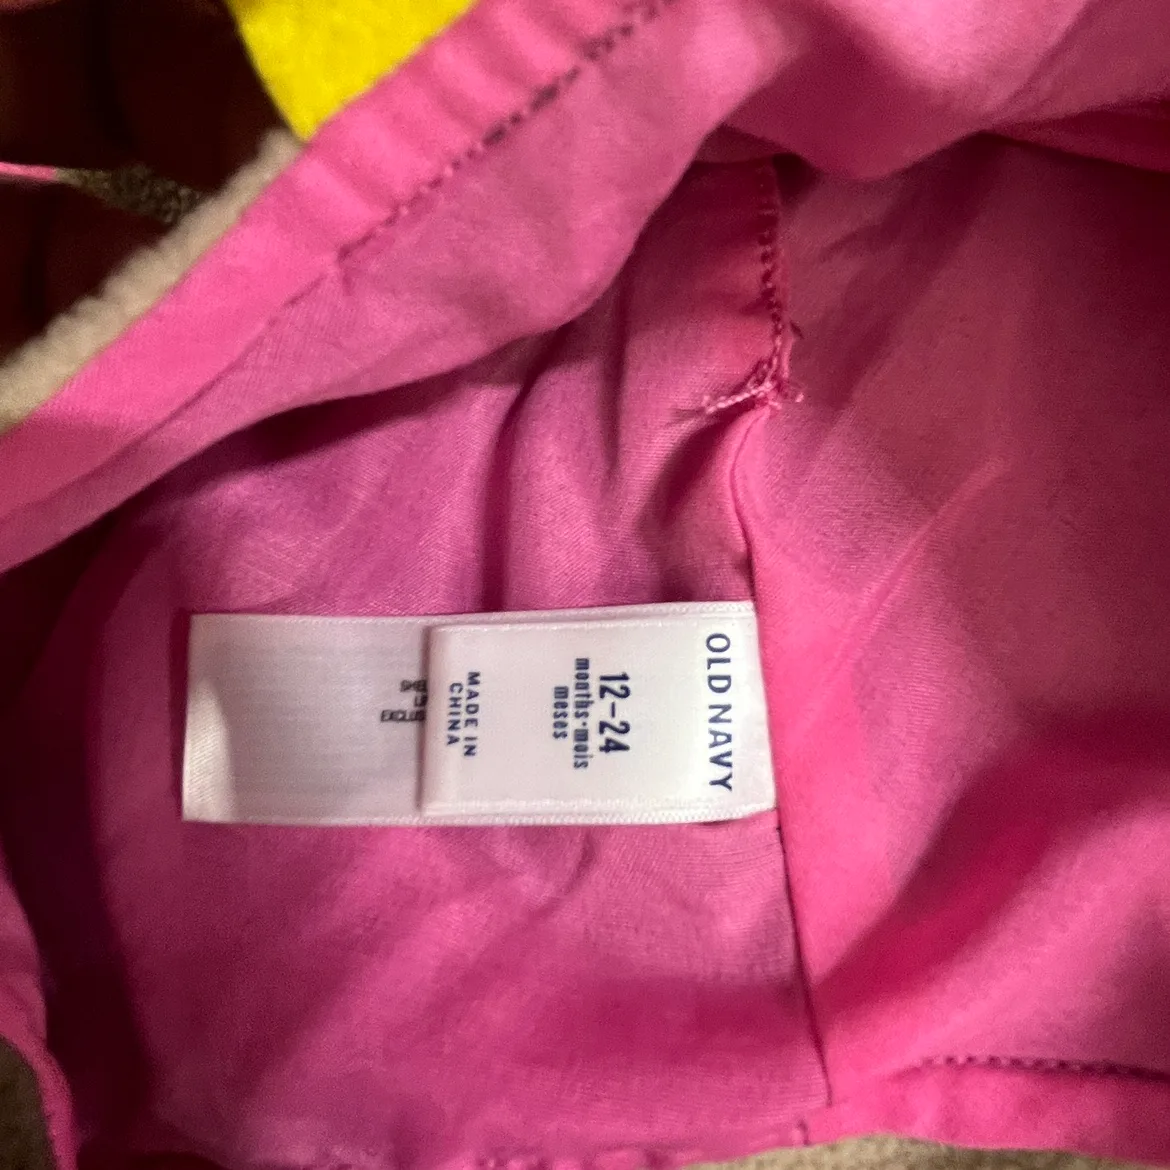 OLD NAVY
12-24
months·mois
meses
MADE IN
CHINA